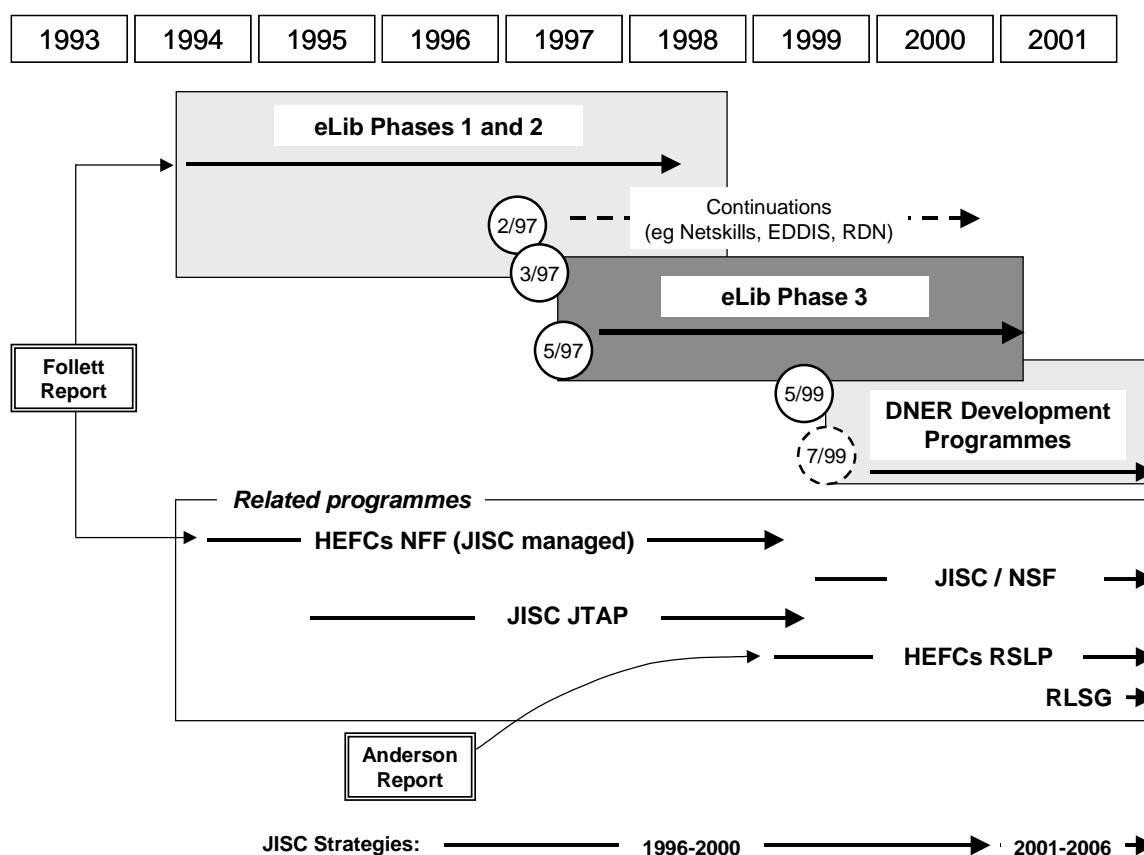 1993 1994 1995 1996 1997 1998 1999 2000 2001
eLib Phases 1 and 2
2/97
Continuations
(eg Netskills, EDDIS, RDN)
3/97
eLib Phase 3
5/97
Follett
Report
5/99
DNER Development
Programmes
7/99
Related programmes
HEFCs NFF (JISC managed)
JISC / NSF
JISC JTAP
HEFCs RSLP
RLSG
Anderson
Report
JISC Strategies: 1996-2000 2001-2006